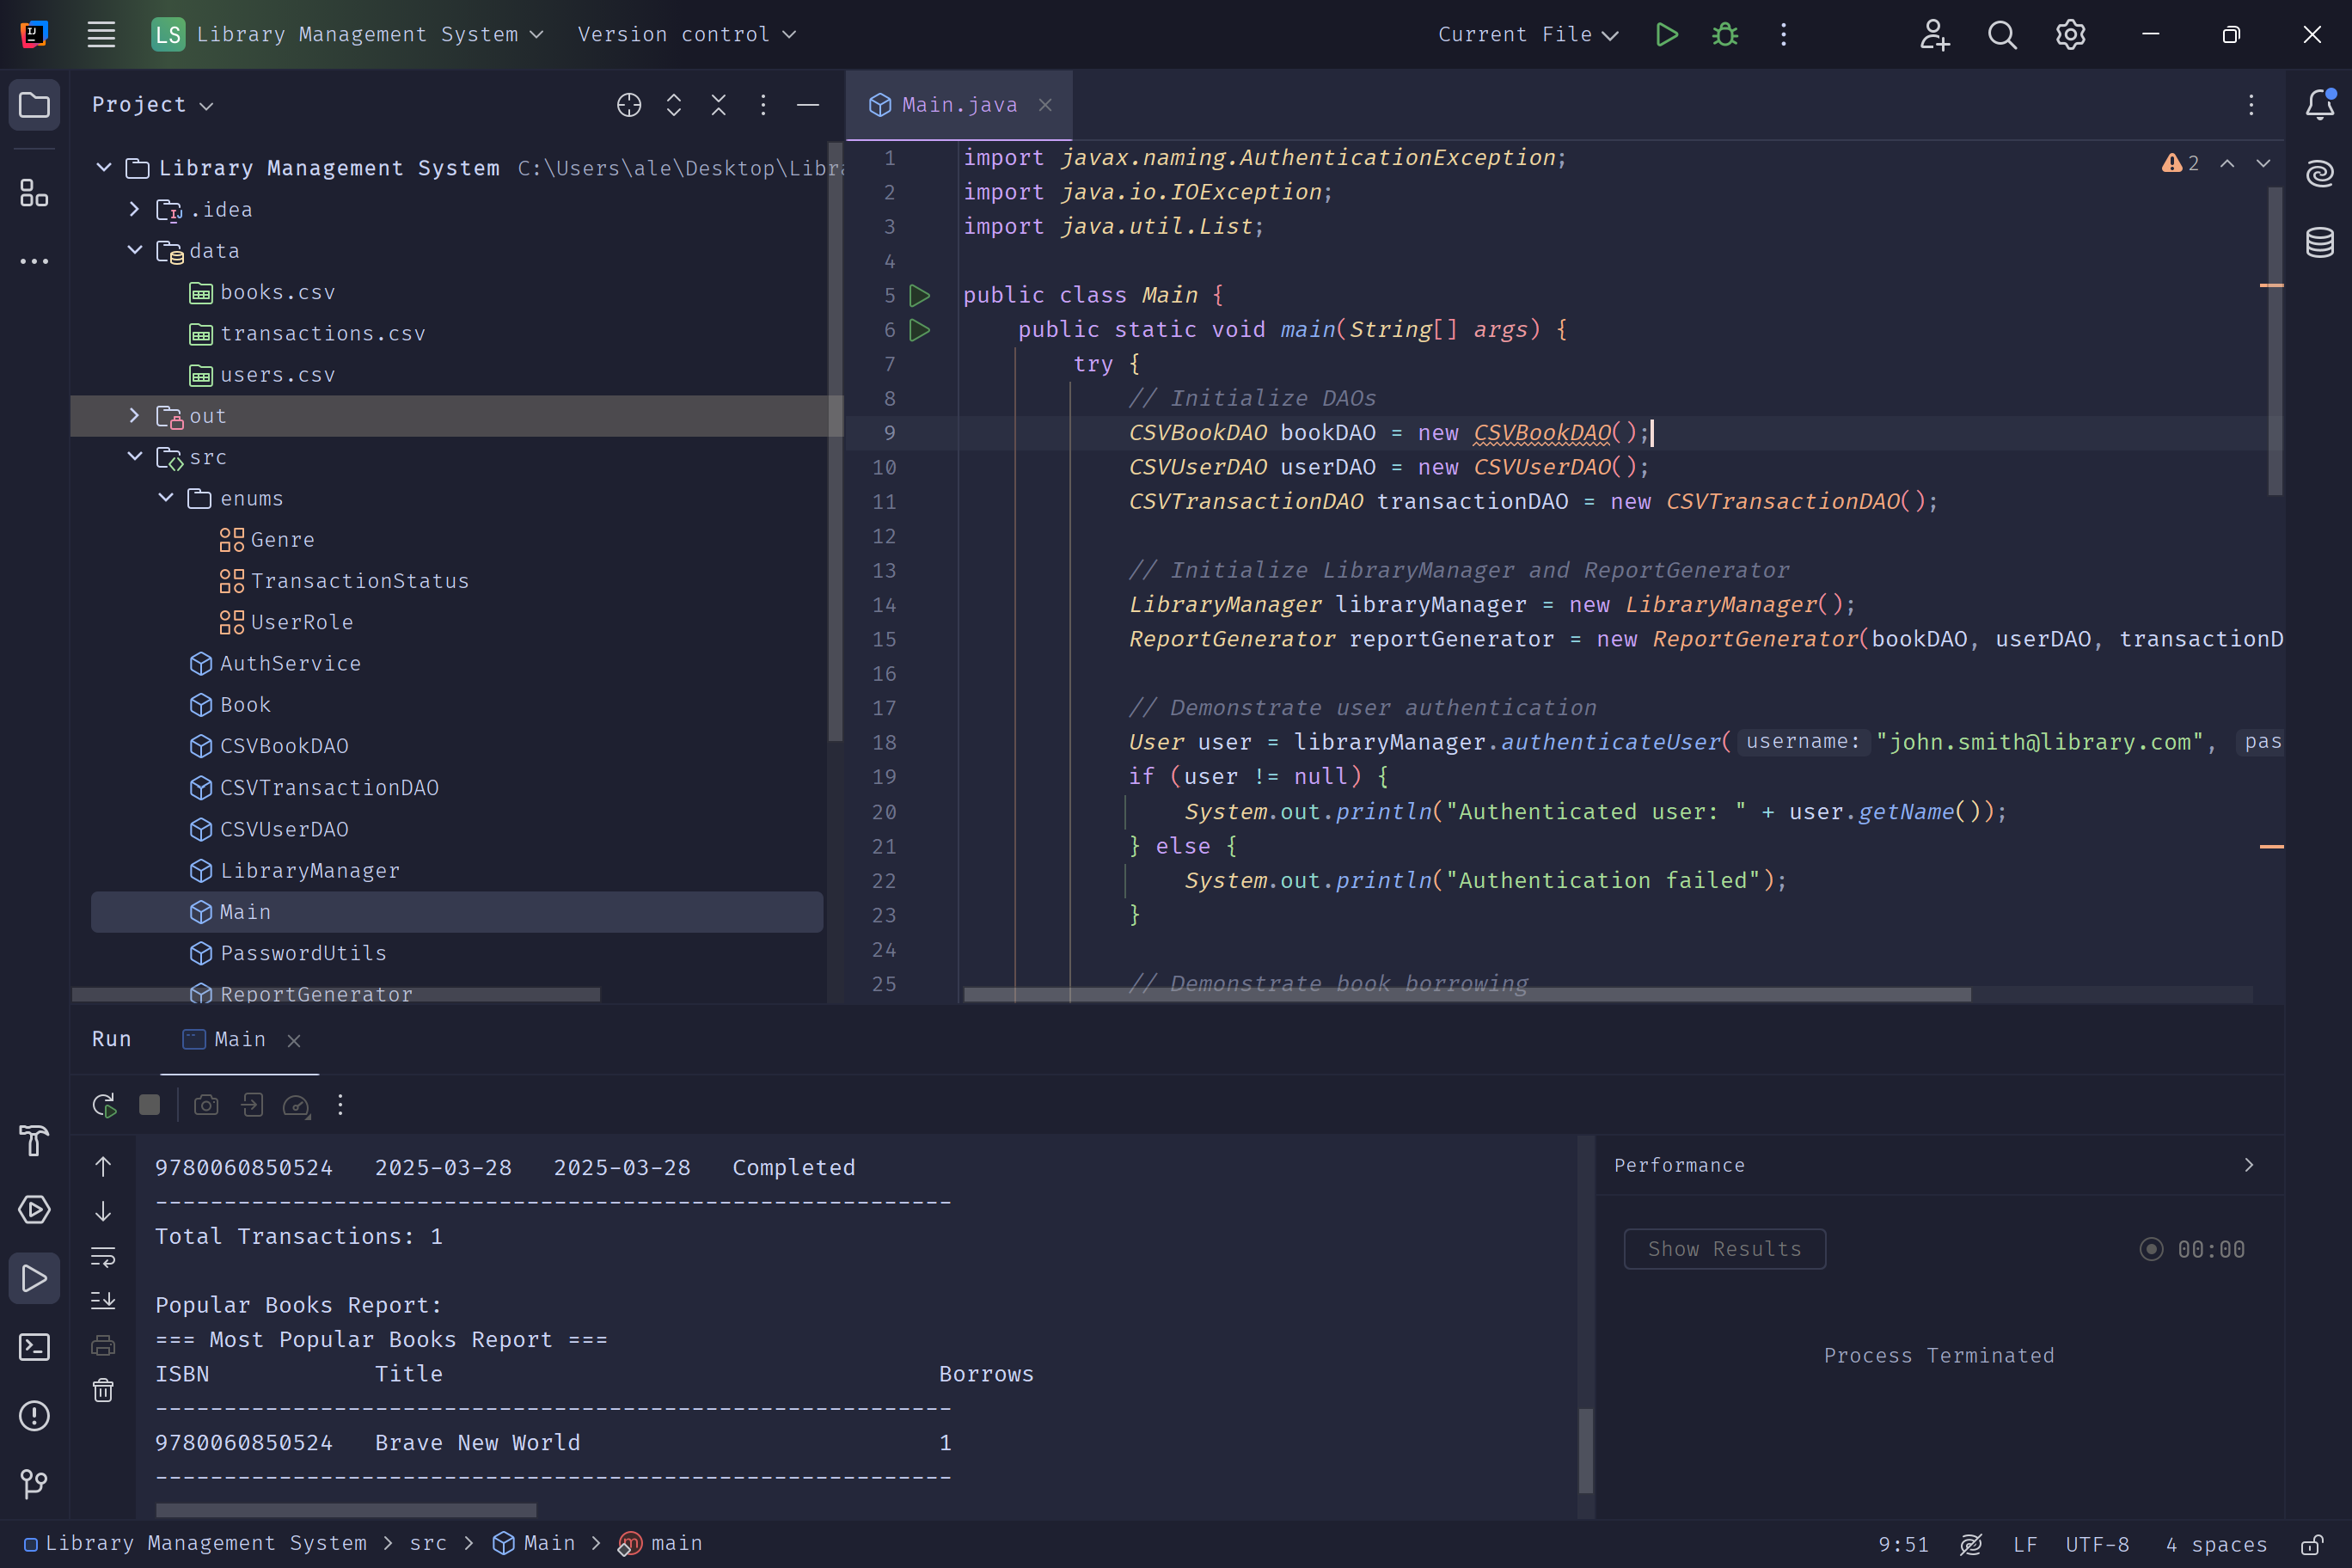 LS Library Management System Version control Current File
Project
Library Management System C:\Users\ale\Desktop\Libr
.idea
data
books.csv
transactions.csv
users.csv
out
src
enums
Genre
TransactionStatus
UserRole
AuthService
Book
CSVBookDAO
CSVTransactionDAO
CSVUserDAO
LibraryManager
Main
PasswordUtils
ReportGenerator
Main.java
2
1 import javax.naming.AuthenticationException;
2 import java.io.IOException;
3 import java.util.List;
4
5 public class Main {
6 public static void main(String[] args) {
7 try {
8 // Initialize DAOs
9 CSVBookDAO bookDAO = new CSVBookDAO();
10 CSVUserDAO userDAO = new CSVUserDAO();
11 CSVTransactionDAO transactionDAO = new CSVTransactionDAO();
12
13 // Initialize LibraryManager and ReportGenerator
14 LibraryManager libraryManager = new LibraryManager();
15 ReportGenerator reportGenerator = new ReportGenerator(bookDAO, userDAO, transactionD
16
17 // Demonstrate user authentication
18 User user = libraryManager.authenticateUser( username: "john.smith@library.com", pas
19 if (user != null) {
20 System.out.println("Authenticated user: " + user.getName());
21 } else {
22 System.out.println("Authentication failed");
23 }
24
25 // Demonstrate book borrowing
Run Main
9780060850524 2025-03-28 2025-03-28 Completed
----------------------------------------------------------
Total Transactions: 1
Popular Books Report:
=== Most Popular Books Report ===
ISBN Title Borrows
----------------------------------------------------------
9780060850524 Brave New World 1
----------------------------------------------------------
Performance
Show Results 00:00
Process Terminated
Library Management System > src > Main > main
9:51 LF UTF-8 4 spaces